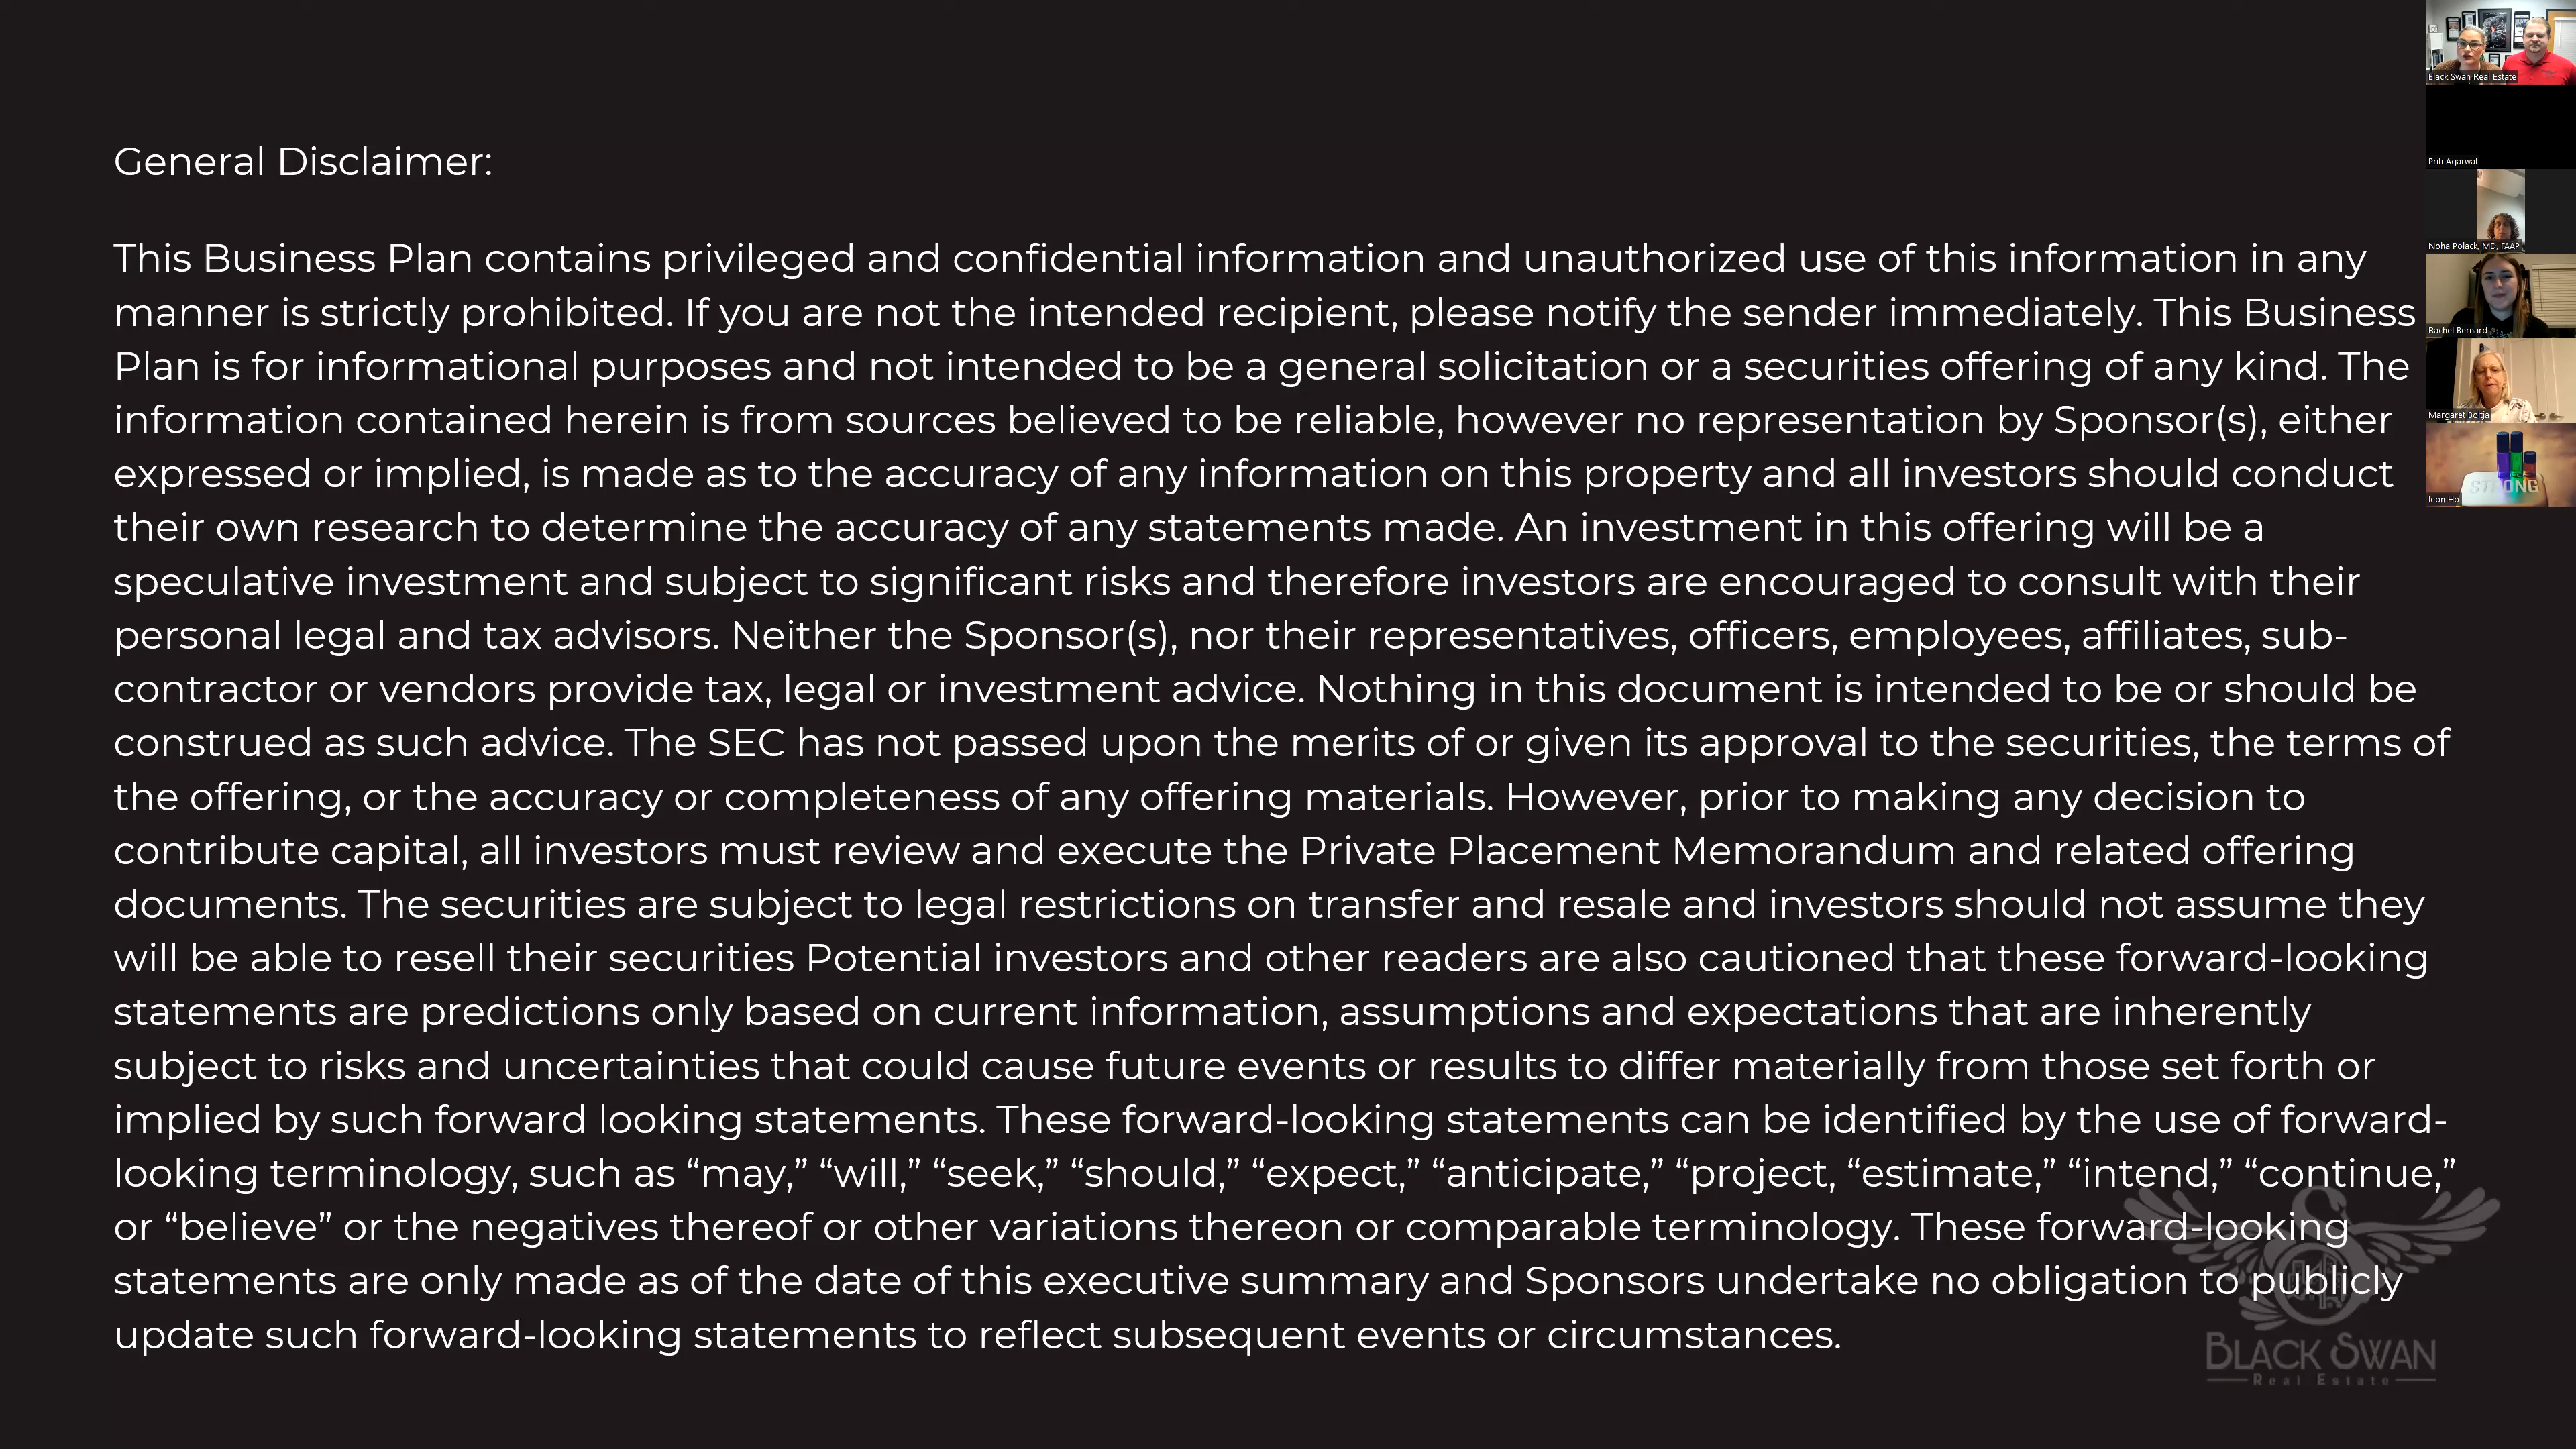 General Disclaimer:
This Business Plan contains privileged and confidential information and unauthorized use of this information in any
manner is strictly prohibited. If you are not the intended recipient, please notify the sender immediately. This Business
Plan is for informational purposes and not intended to be a general solicitation or a securities offering of any kind. The
information contained herein is from sources believed to be reliable, however no representation by Sponsor(s), either
expressed or implied, is made as to the accuracy of any information on this property and all investors should conduct
their own research to determine the accuracy of any statements made. An investment in this offering will be a
speculative investment and subject to significant risks and therefore investors are encouraged to consult with their
personal legal and tax advisors. Neither the Sponsor(s), nor their representatives, officers, employees, affiliates, sub-
contractor or vendors provide tax, legal or investment advice. Nothing in this document is intended to be or should be
construed as such advice. The SEC has not passed upon the merits of or given its approval to the securities, the terms of
the offering, or the accuracy or completeness of any offering materials. However, prior to making any decision to
contribute capital, all investors must review and execute the Private Placement Memorandum and related offering
documents. The securities are subject to legal restrictions on transfer and resale and investors should not assume they
will be able to resell their securities Potential investors and other readers are also cautioned that these forward-looking
statements are predictions only based on current information, assumptions and expectations that are inherently
subject to risks and uncertainties that could cause future events or results to differ materially from those set forth or
implied by such forward looking statements. These forward-looking statements can be identified by the use of forward-
looking terminology, such as “may,” “will,” “seek,” “should,” “expect,” “anticipate,” “project, “estimate,” “intend,” “continue,”
or “believe” or the negatives thereof or other variations thereon or comparable terminology. These forward-looking
statements are only made as of the date of this executive summary and Sponsors undertake no obligation to publicly
update such forward-looking statements to reflect subsequent events or circumstances.
BLACK SWAN
Real Estate
Black Swan Real Estate
Priti Agarwal
Noha Polack, MD, FAAP
Rachel Bernard
Margaret Boltja
STRONG
leon Ho